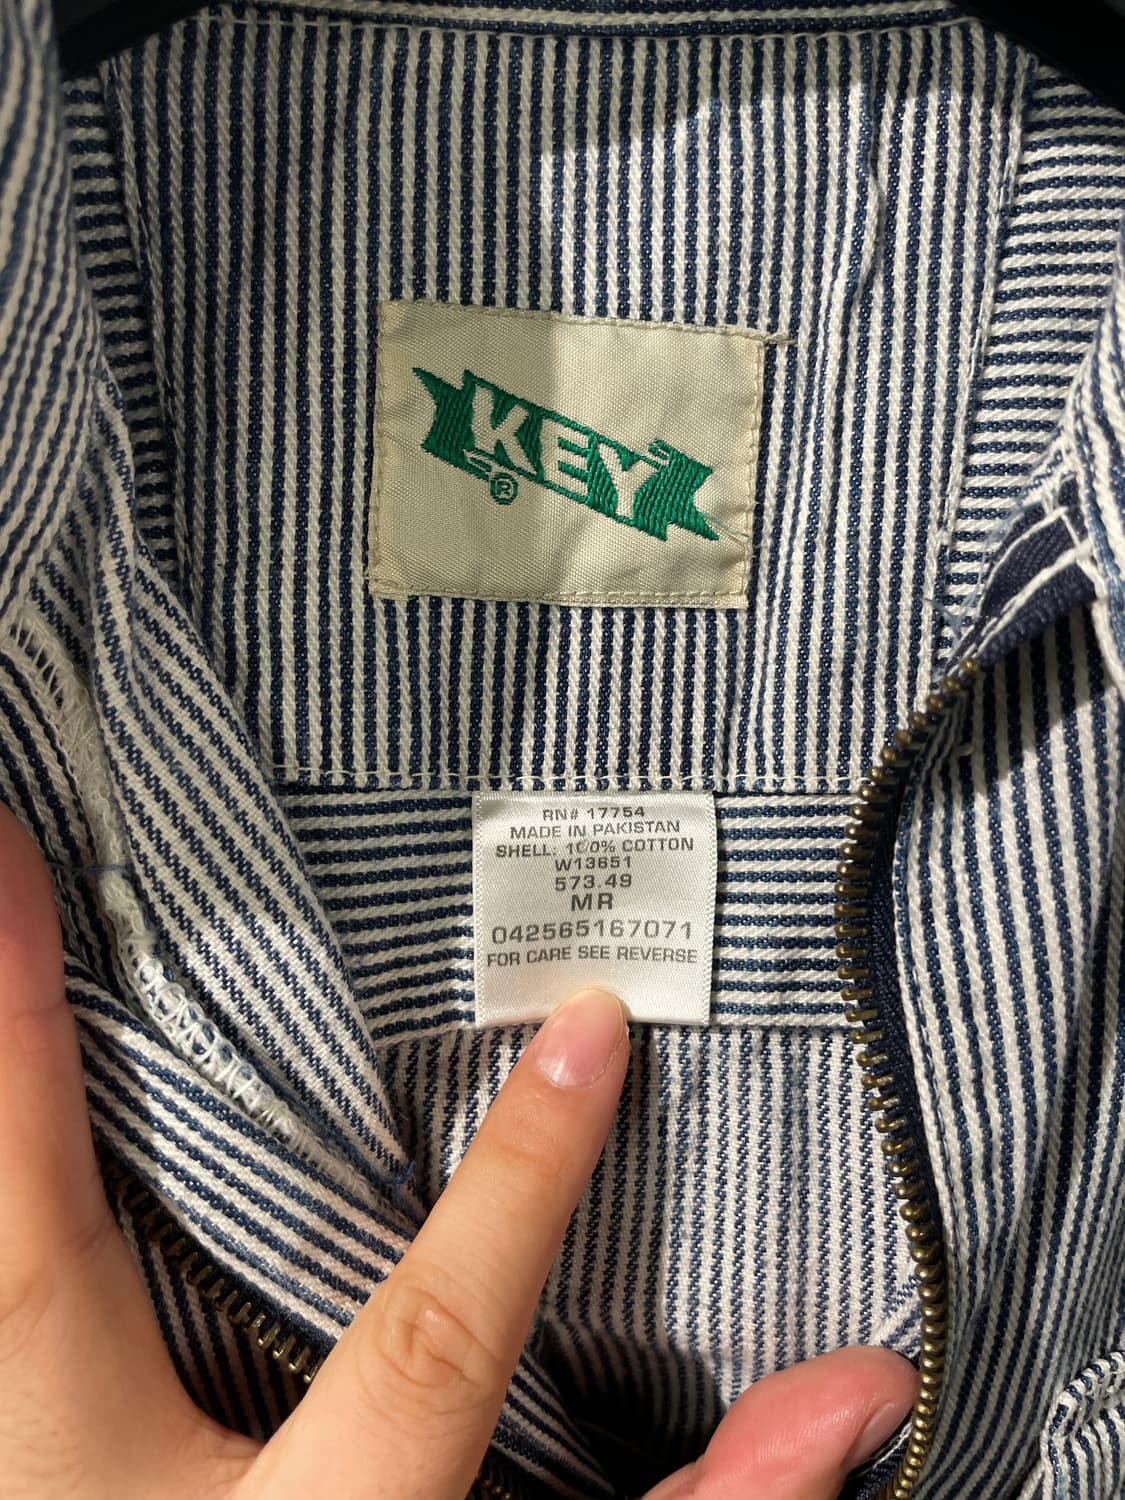 KEY
®
RN# 17754
MADE IN PAKISTAN
SHELL: 100% COTTON
W13651
573.49
MR
042565167071
FOR CARE SEE REVERSE